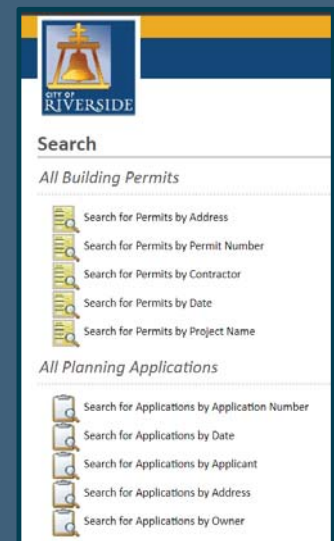 CITY OF
RIVERSIDE
Search
All Building Permits
Search for Permits by Address
Search for Permits by Permit Number
Search for Permits by Contractor
Search for Permits by Date
Search for Permits by Project Name
All Planning Applications
Search for Applications by Application Number
Search for Applications by Date
Search for Applications by Applicant
Search for Applications by Address
Search for Applications by Owner